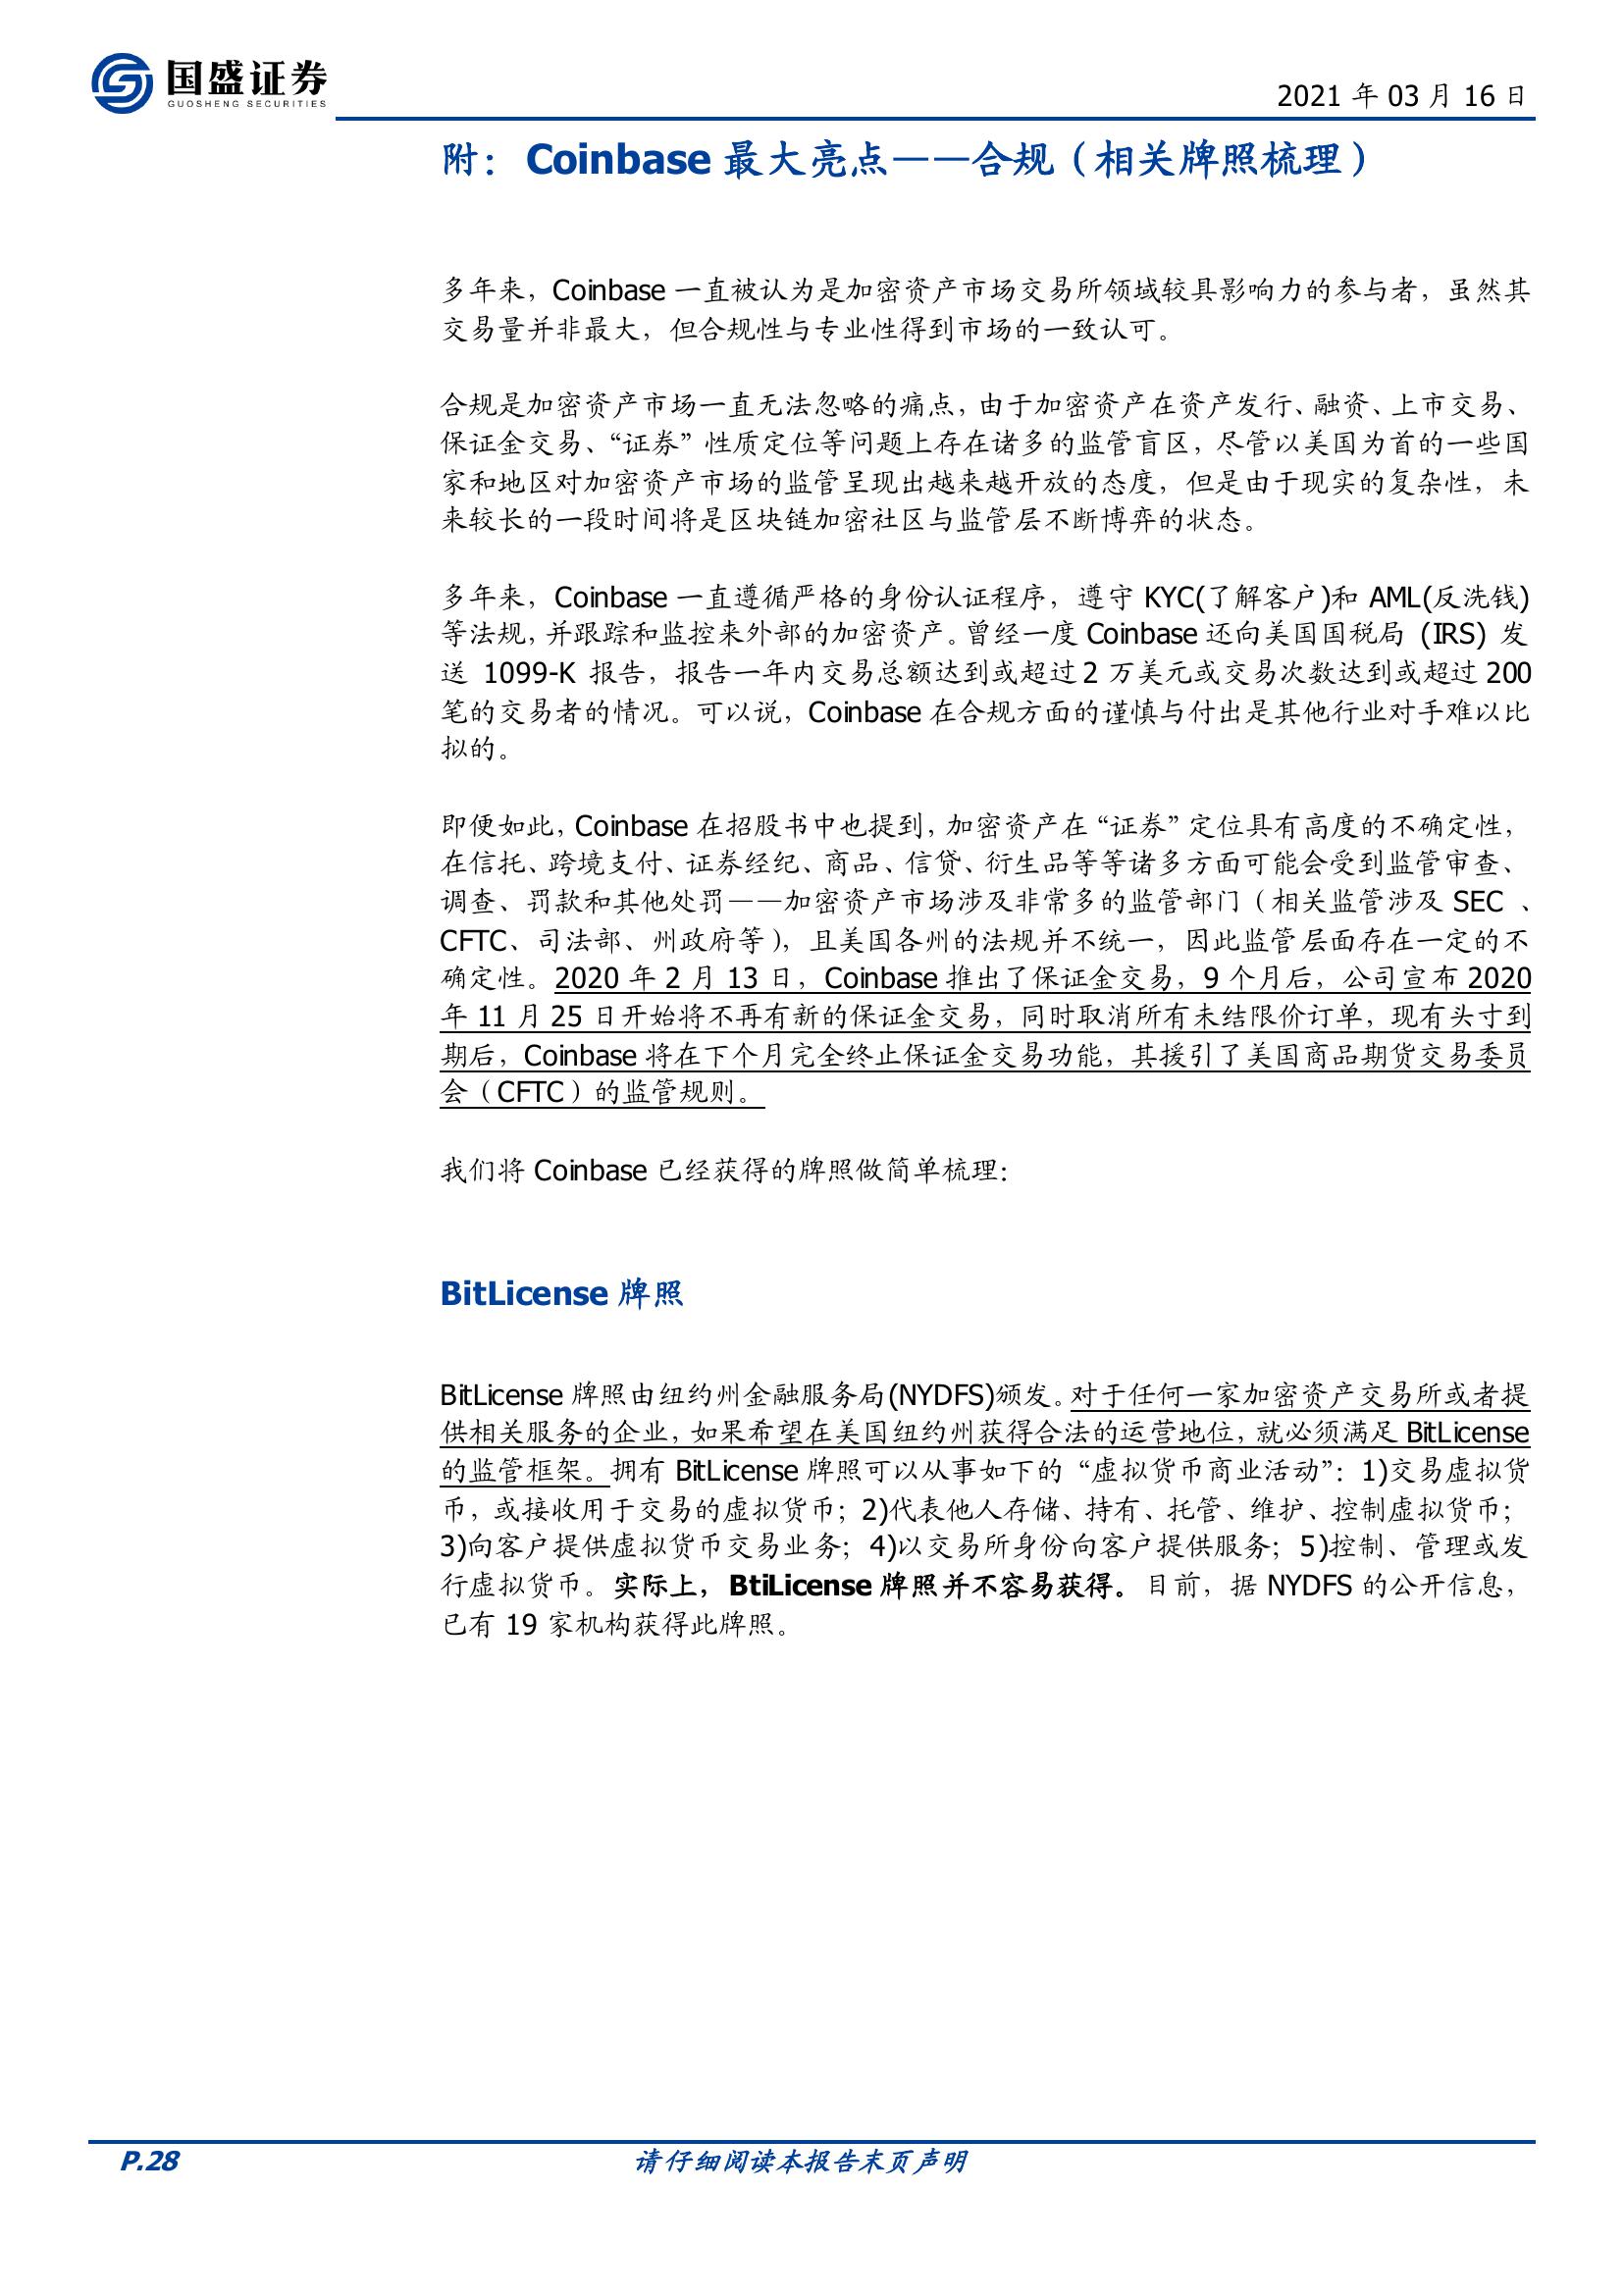 国盛证券
GUOSHENG SECURITIES
2021 年 03 月 16 日
附： Coinbase 最大亮点——合规（相关牌照梳理）
多年来，Coinbase 一直被认为是加密资产市场交易所领域较具影响力的参与者，虽然其
交易量并非最大，但合规性与专业性得到市场的一致认可。
合规是加密资产市场一直无法忽略的痛点，由于加密资产在资产发行、融资、上市交易、
保证金交易、“证券”性质定位等问题上存在诸多的监管盲区，尽管以美国为首的一些国
家和地区对加密资产市场的监管呈现出越来越开放的态度，但是由于现实的复杂性，未
来较长的一段时间将是区块链加密社区与监管层不断博弈的状态。
多年来，Coinbase 一直遵循严格的身份认证程序，遵守 KYC(了解客户)和 AML(反洗钱)
等法规，并跟踪和监控来外部的加密资产。曾经一度 Coinbase 还向美国国税局 (IRS) 发
送 1099-K 报告，报告一年内交易总额达到或超过 2 万美元或交易次数达到或超过 200
笔的交易者的情况。可以说，Coinbase 在合规方面的谨慎与付出是其他行业对手难以比
拟的。
即便如此，Coinbase 在招股书中也提到，加密资产在“证券”定位具有高度的不确定性，
在信托、跨境支付、证券经纪、商品、信贷、衍生品等等诸多方面可能会受到监管审查、
调查、罚款和其他处罚——加密资产市场涉及非常多的监管部门（相关监管涉及 SEC 、
CFTC、司法部、州政府等），且美国各州的法规并不统一，因此监管层面存在一定的不
确定性。2020 年 2 月 13 日，Coinbase 推出了保证金交易，9 个月后，公司宣布 2020
年 11 月 25 日开始将不再有新的保证金交易，同时取消所有未结限价订单，现有头寸到
期后，Coinbase 将在下个月完全终止保证金交易功能，其援引了美国商品期货交易委员
会（CFTC）的监管规则。
我们将 Coinbase 已经获得的牌照做简单梳理：
BitLicense 牌照
BitLicense 牌照由纽约州金融服务局(NYDFS)颁发。对于任何一家加密资产交易所或者提
供相关服务的企业，如果希望在美国纽约州获得合法的运营地位，就必须满足 BitLicense
的监管框架。拥有 BitLicense 牌照可以从事如下的“虚拟货币商业活动”：1)交易虚拟货
币，或接收用于交易的虚拟货币；2)代表他人存储、持有、托管、维护、控制虚拟货币；
3)向客户提供虚拟货币交易业务；4)以交易所身份向客户提供服务；5)控制、管理或发
行虚拟货币。实际上，BtiLicense 牌照并不容易获得。目前，据 NYDFS 的公开信息，
已有 19 家机构获得此牌照。
P.28
请仔细阅读本报告末页声明